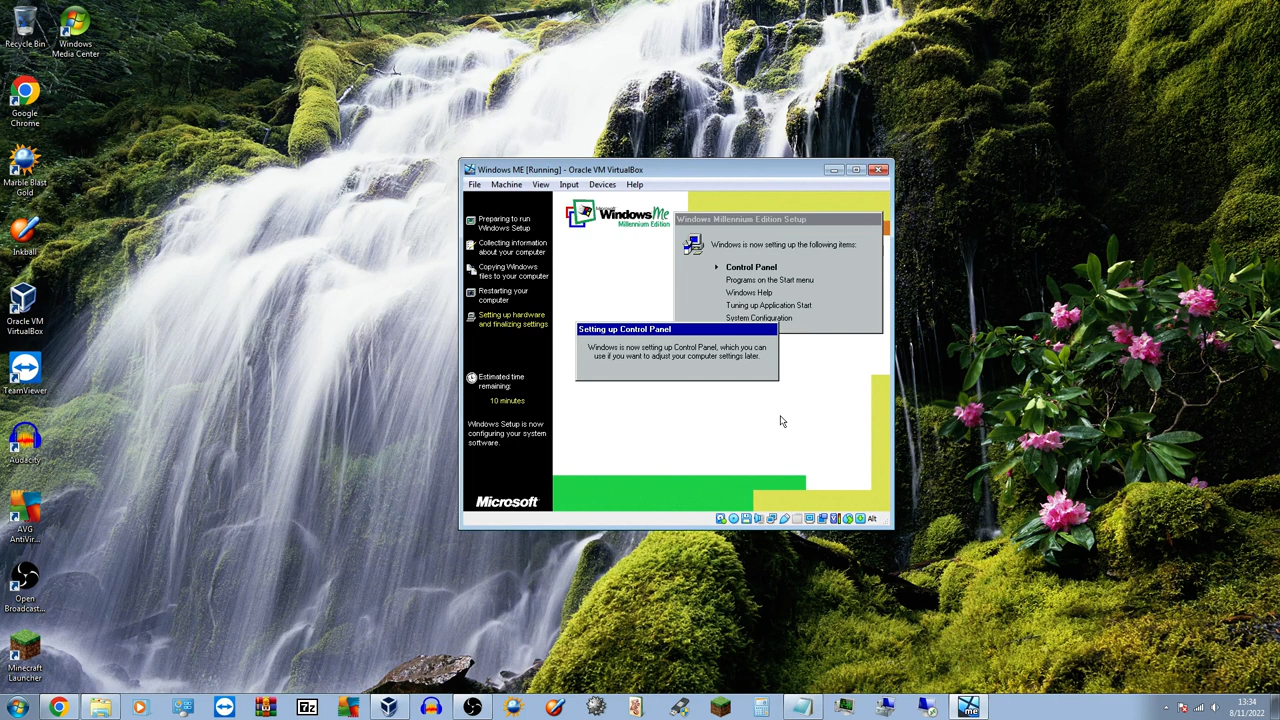 Recycle Bin
Windows
Media Center
Google
Chrome
Marble Blast
Gold
Inkball
Oracle VM
VirtualBox
TeamViewer
Audacity
AVG
AntiVir...
Open
Broadcast...
Minecraft
Launcher
Windows ME [Running] - Oracle VM VirtualBox
File Machine View Input Devices Help
Preparing to run
Windows Setup
Collecting information
about your computer
Copying Windows
files to your computer
Restarting your
computer
Setting up hardware
and finalizing settings
Estimated time
remaining:
10 minutes
Windows Setup is now
configuring your system
software.
Microsoft
Microsoft
Windows Me
Millennium Edition
Windows Millennium Edition Setup
Windows is now setting up the following items:
Control Panel
Programs on the Start menu
Windows Help
Tuning up Application Start
System Configuration
Setting up Control Panel
Windows is now setting up Control Panel, which you can
use if you want to adjust your computer settings later.
Alt
7z
me
13:34
8/11/2022